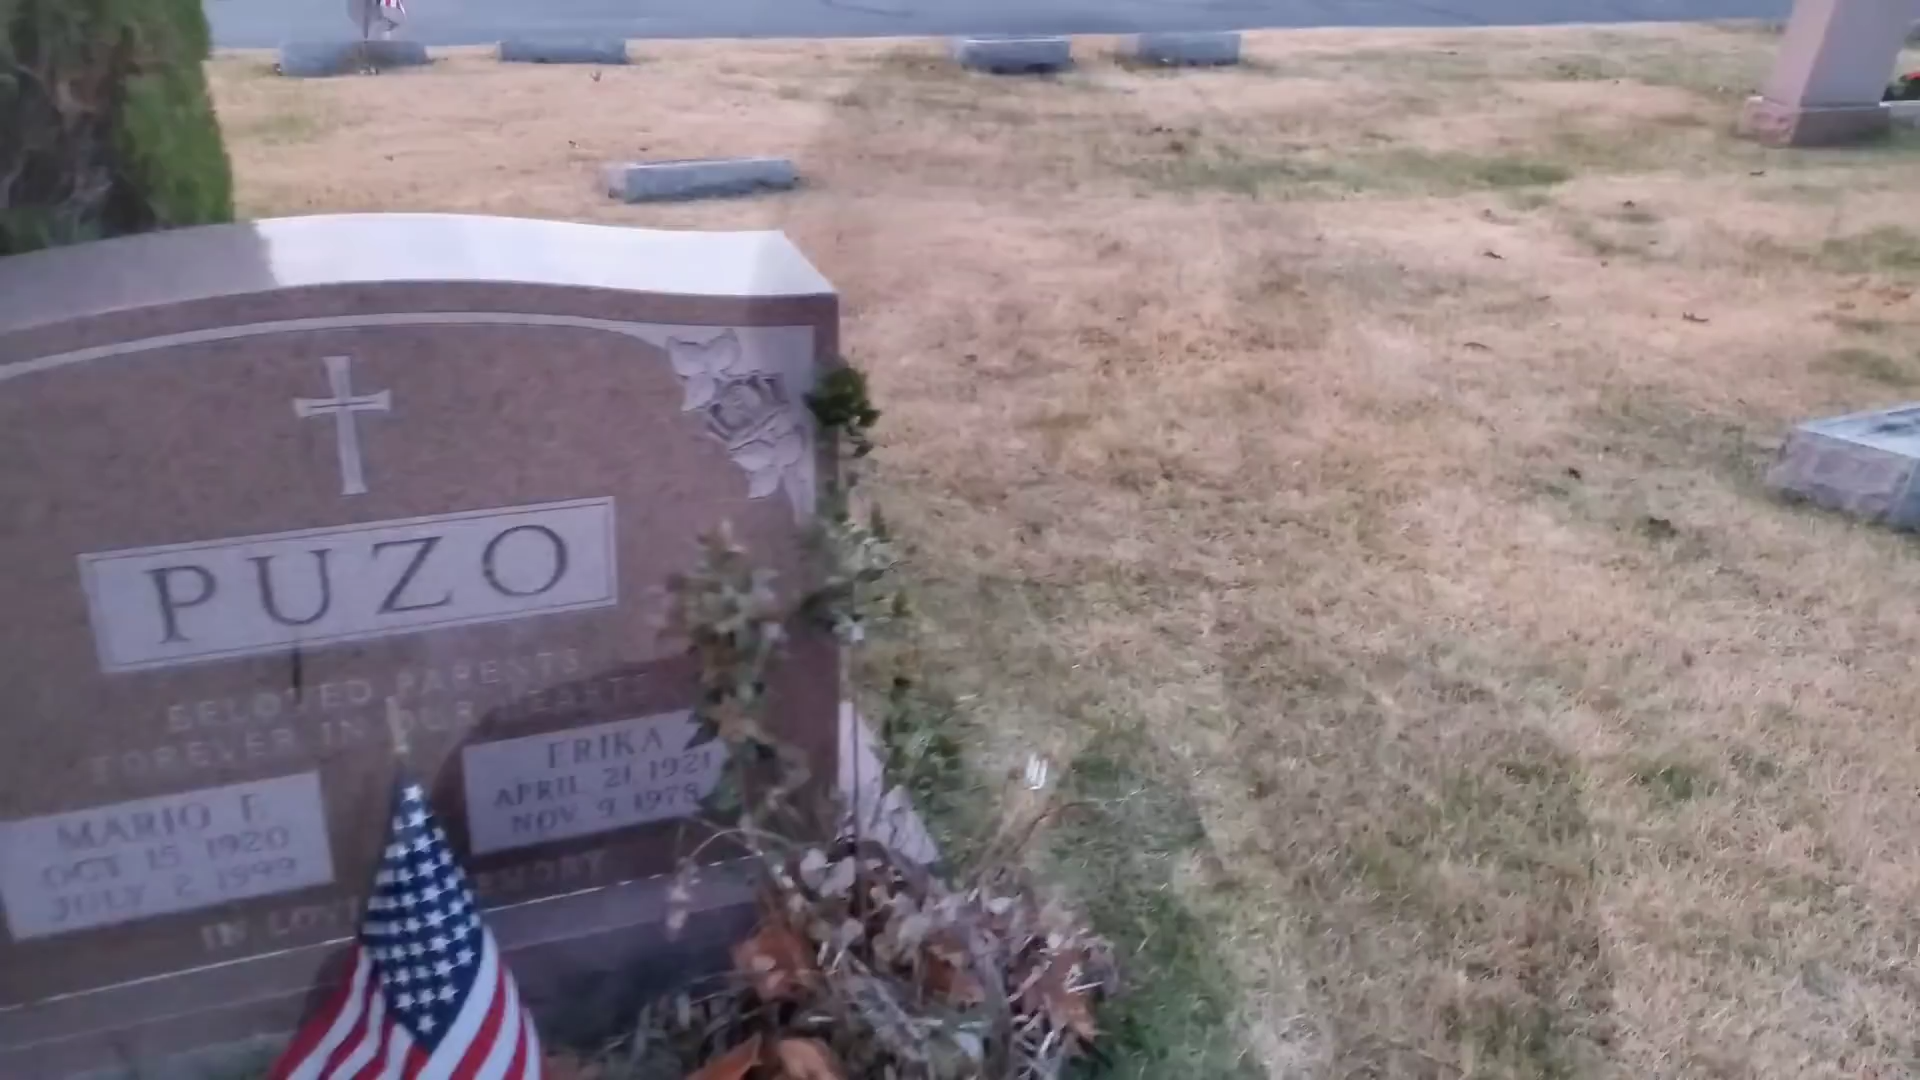 PUZO
BELOVED PARENTS
FOREVER IN OUR HEARTS
MARIO F.
OCT 15 1920
JULY 2 1999
ERIKA
APRIL 21 1921
NOV 9 1978
IN